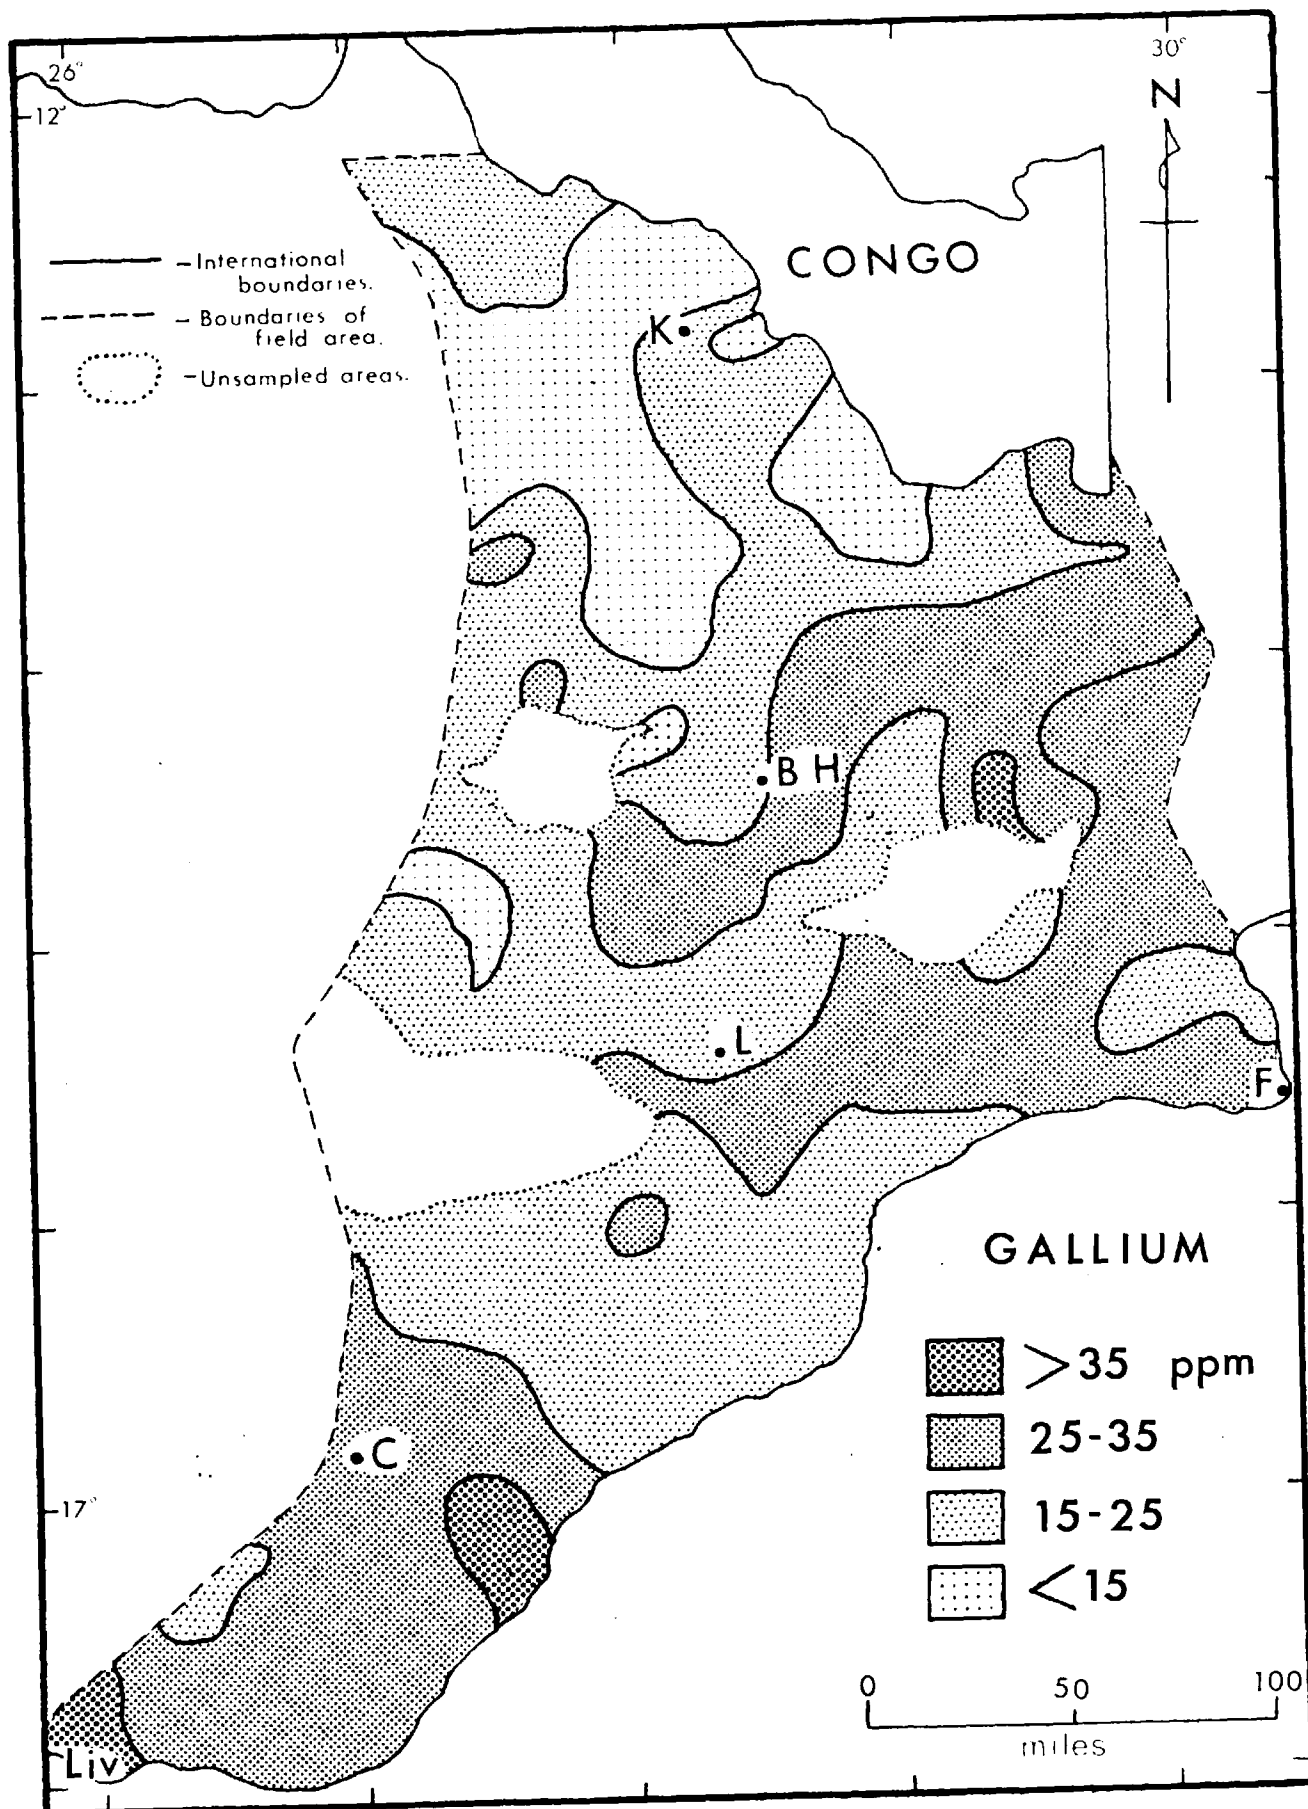 26°
30°
12°
N
CONGO
-International
boundaries.
- Boundaries of
field area.
-Unsampled areas.
K
B H
L
F
GALLIUM
>35 ppm
25-35
C
15-25
17°
<15
0 50 100
miles
Liv